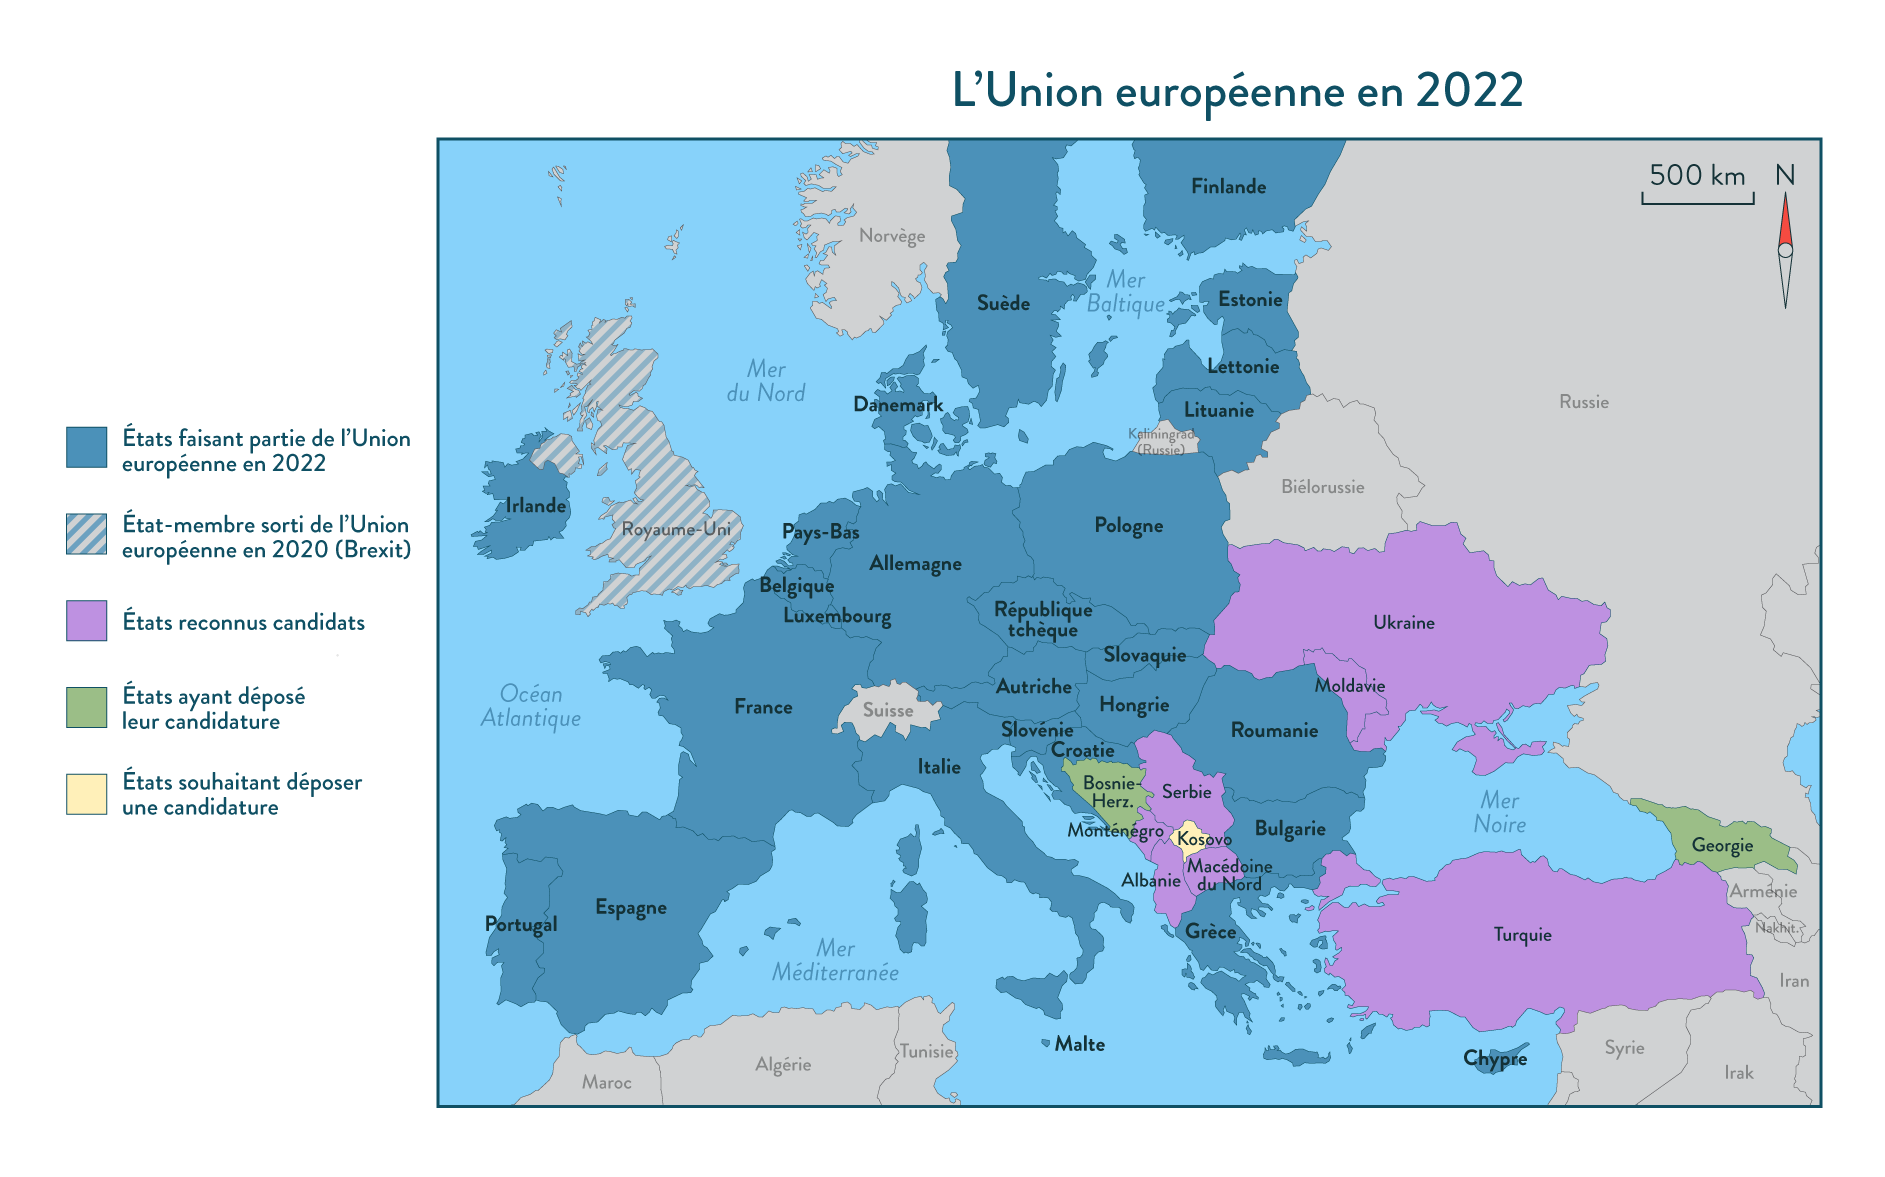 L’Union européenne en 2022
500 km
N
Finlande
Norvège
Mer
Baltique
Suède
Estonie
Mer
du Nord
Lettonie
Russie
Danemark
Lituanie
Kaliningrad
(Russie)
États faisant partie de l’Union
européenne en 2022
État-membre sorti de l’Union
européenne en 2020 (Brexit)
États reconnus candidats
États ayant déposé
leur candidature
États souhaitant déposer
une candidature
Biélorussie
Irlande
Royaume-Uni
Pays-Bas
Pologne
Allemagne
Belgique
Luxembourg
République
tchèque
Ukraine
Slovaquie
Océan
Atlantique
France
Suisse
Autriche
Moldavie
Hongrie
Slovénie
Roumanie
Croatie
Italie
Bosnie-
Herz.
Serbie
Mer
Noire
Monténégro
Kosovo
Bulgarie
Georgie
Albanie
Macédoine
du Nord
Arménie
Portugal
Espagne
Grèce
Turquie
Nakhit.
Mer
Méditerranée
Iran
Malte
Chypre
Algérie
Tunisie
Maroc
Syrie
Irak